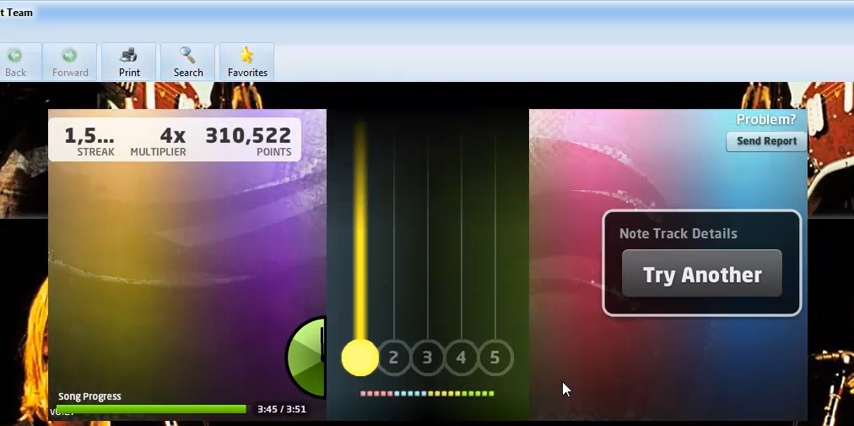 t Team
Back Forward Print Search Favorites
1,5... 4x 310,522
STREAK MULTIPLIER POINTS
Problem?
Send Report
Note Track Details
Try Another
2 3 4 5
Song Progress
3:45 / 3:51